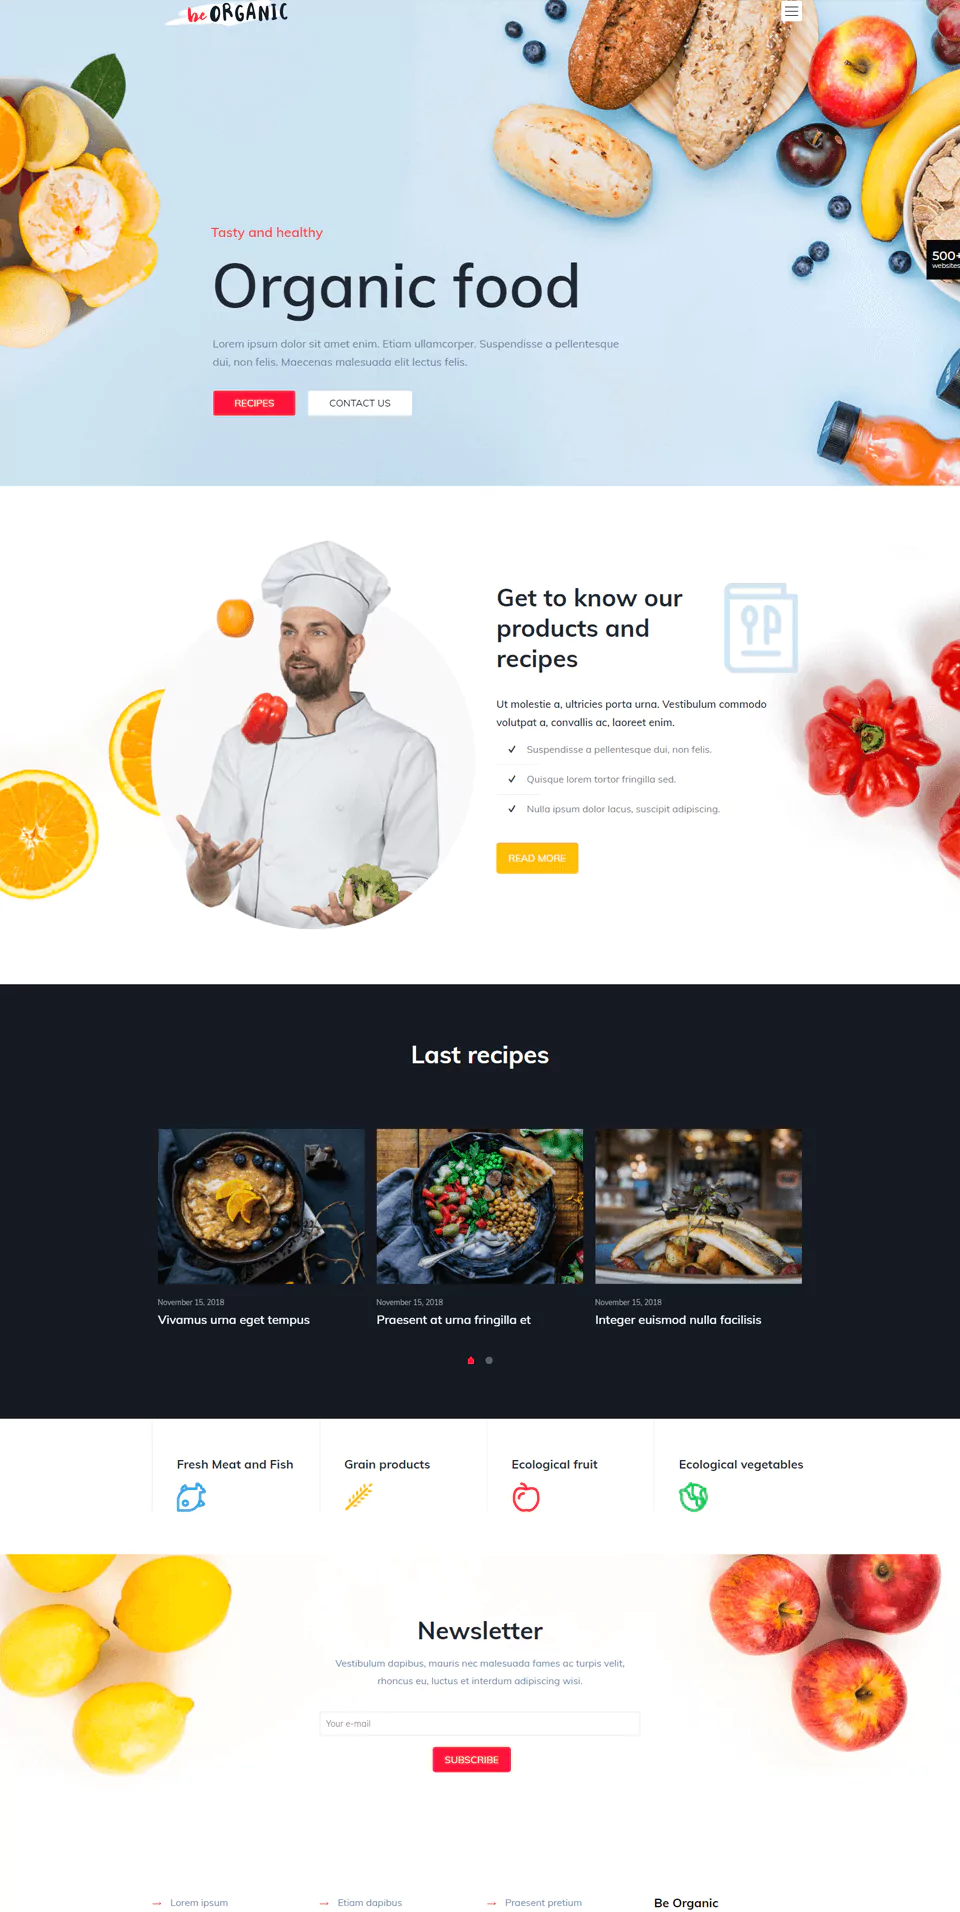 be ORGANIC
Tasty and healthy
Organic food
Lorem ipsum dolor sit amet enim. Etiam ullamcorper. Suspendisse a pellentesque
dui, non felis. Maecenas malesuada elit lectus felis.
RECIPES
CONTACT US
500+
websites
Get to know our
products and
recipes
Ut molestie a, ultricies porta urna. Vestibulum commodo
volutpat a, convallis ac, laoreet enim.
Suspendisse a pellentesque dui, non felis.
Quisque lorem tortor fringilla sed.
Nulla ipsum dolor lacus, suscipit adipiscing.
READ MORE
Last recipes
November 15, 2018
Vivamus urna eget tempus
November 15, 2018
Praesent at urna fringilla et
November 15, 2018
Integer euismod nulla facilisis
Fresh Meat and Fish
Grain products
Ecological fruit
Ecological vegetables
Newsletter
Vestibulum dapibus, mauris nec malesuada fames ac turpis velit,
rhoncus eu, luctus et interdum adipiscing wisi.
Your e-mail
SUBSCRIBE
Lorem ipsum
Etiam dapibus
Praesent pretium
Be Organic